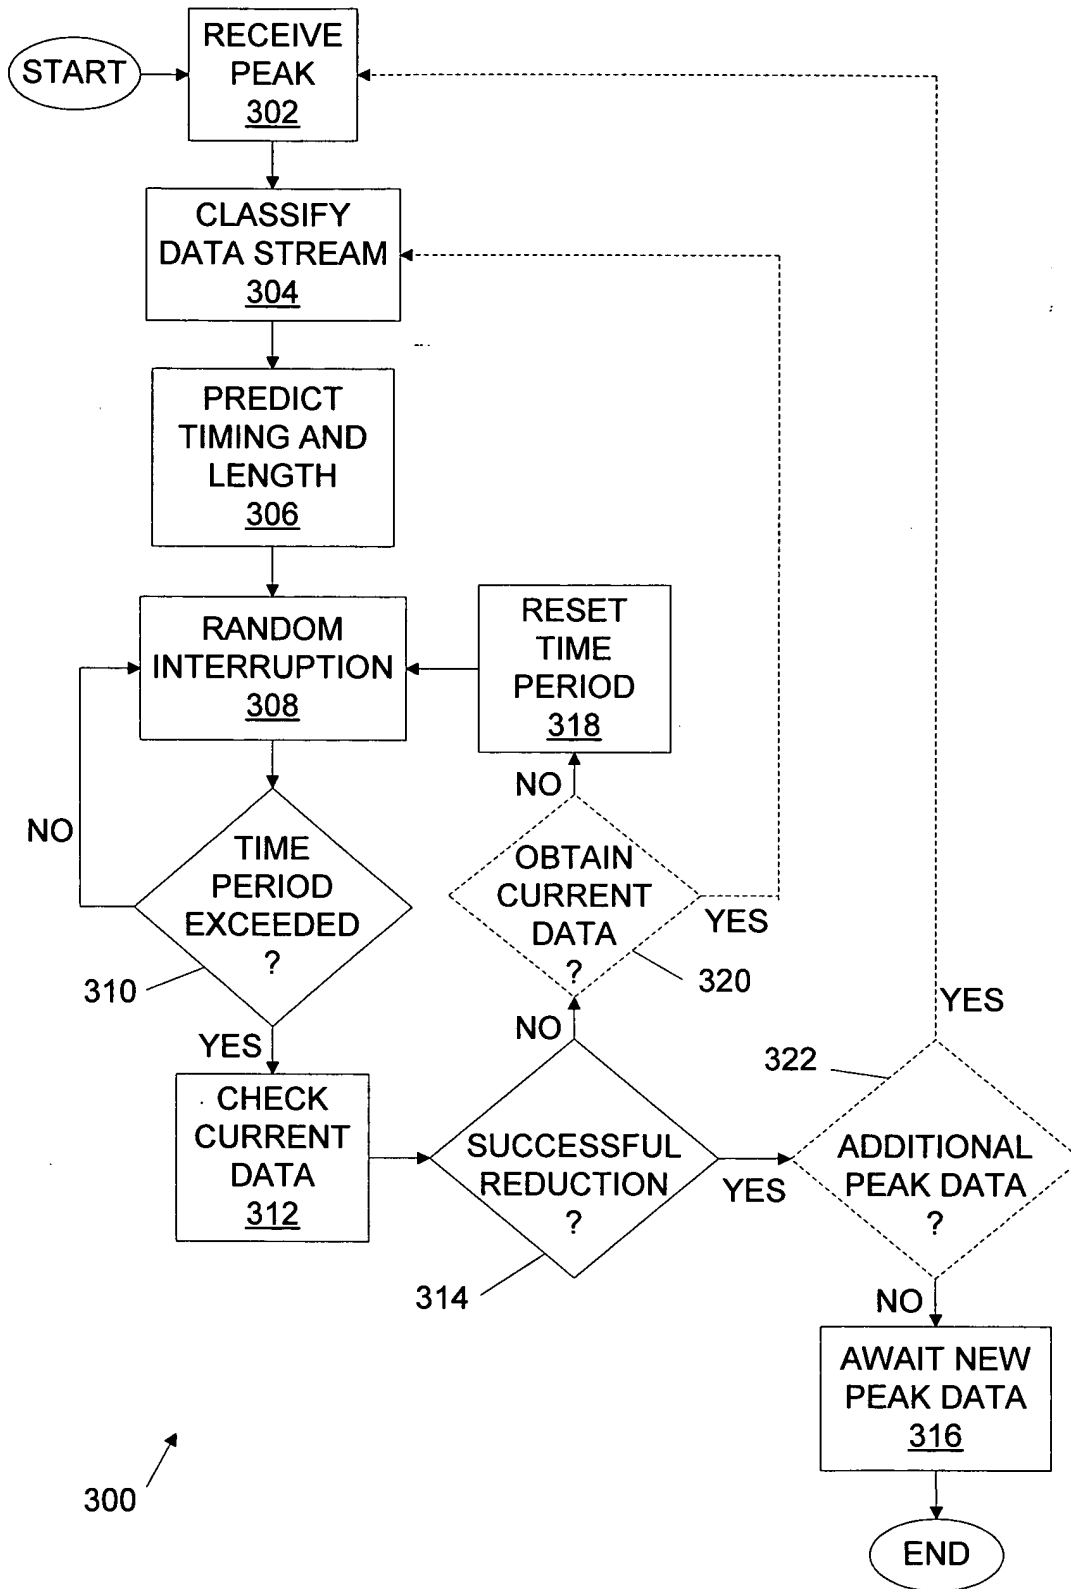 START
RECEIVE
PEAK
302
CLASSIFY
DATA STREAM
304
PREDICT
TIMING AND
LENGTH
306
RANDOM
INTERRUPTION
308
RESET
TIME
PERIOD
318
NO
NO
TIME
PERIOD
EXCEEDED
?
310
OBTAIN
CURRENT
DATA
?
YES
320
YES
NO
YES
322
CHECK
CURRENT
DATA
312
SUCCESSFUL
REDUCTION
?
YES
314
ADDITIONAL
PEAK DATA
?
NO
AWAIT NEW
PEAK DATA
316
300
END